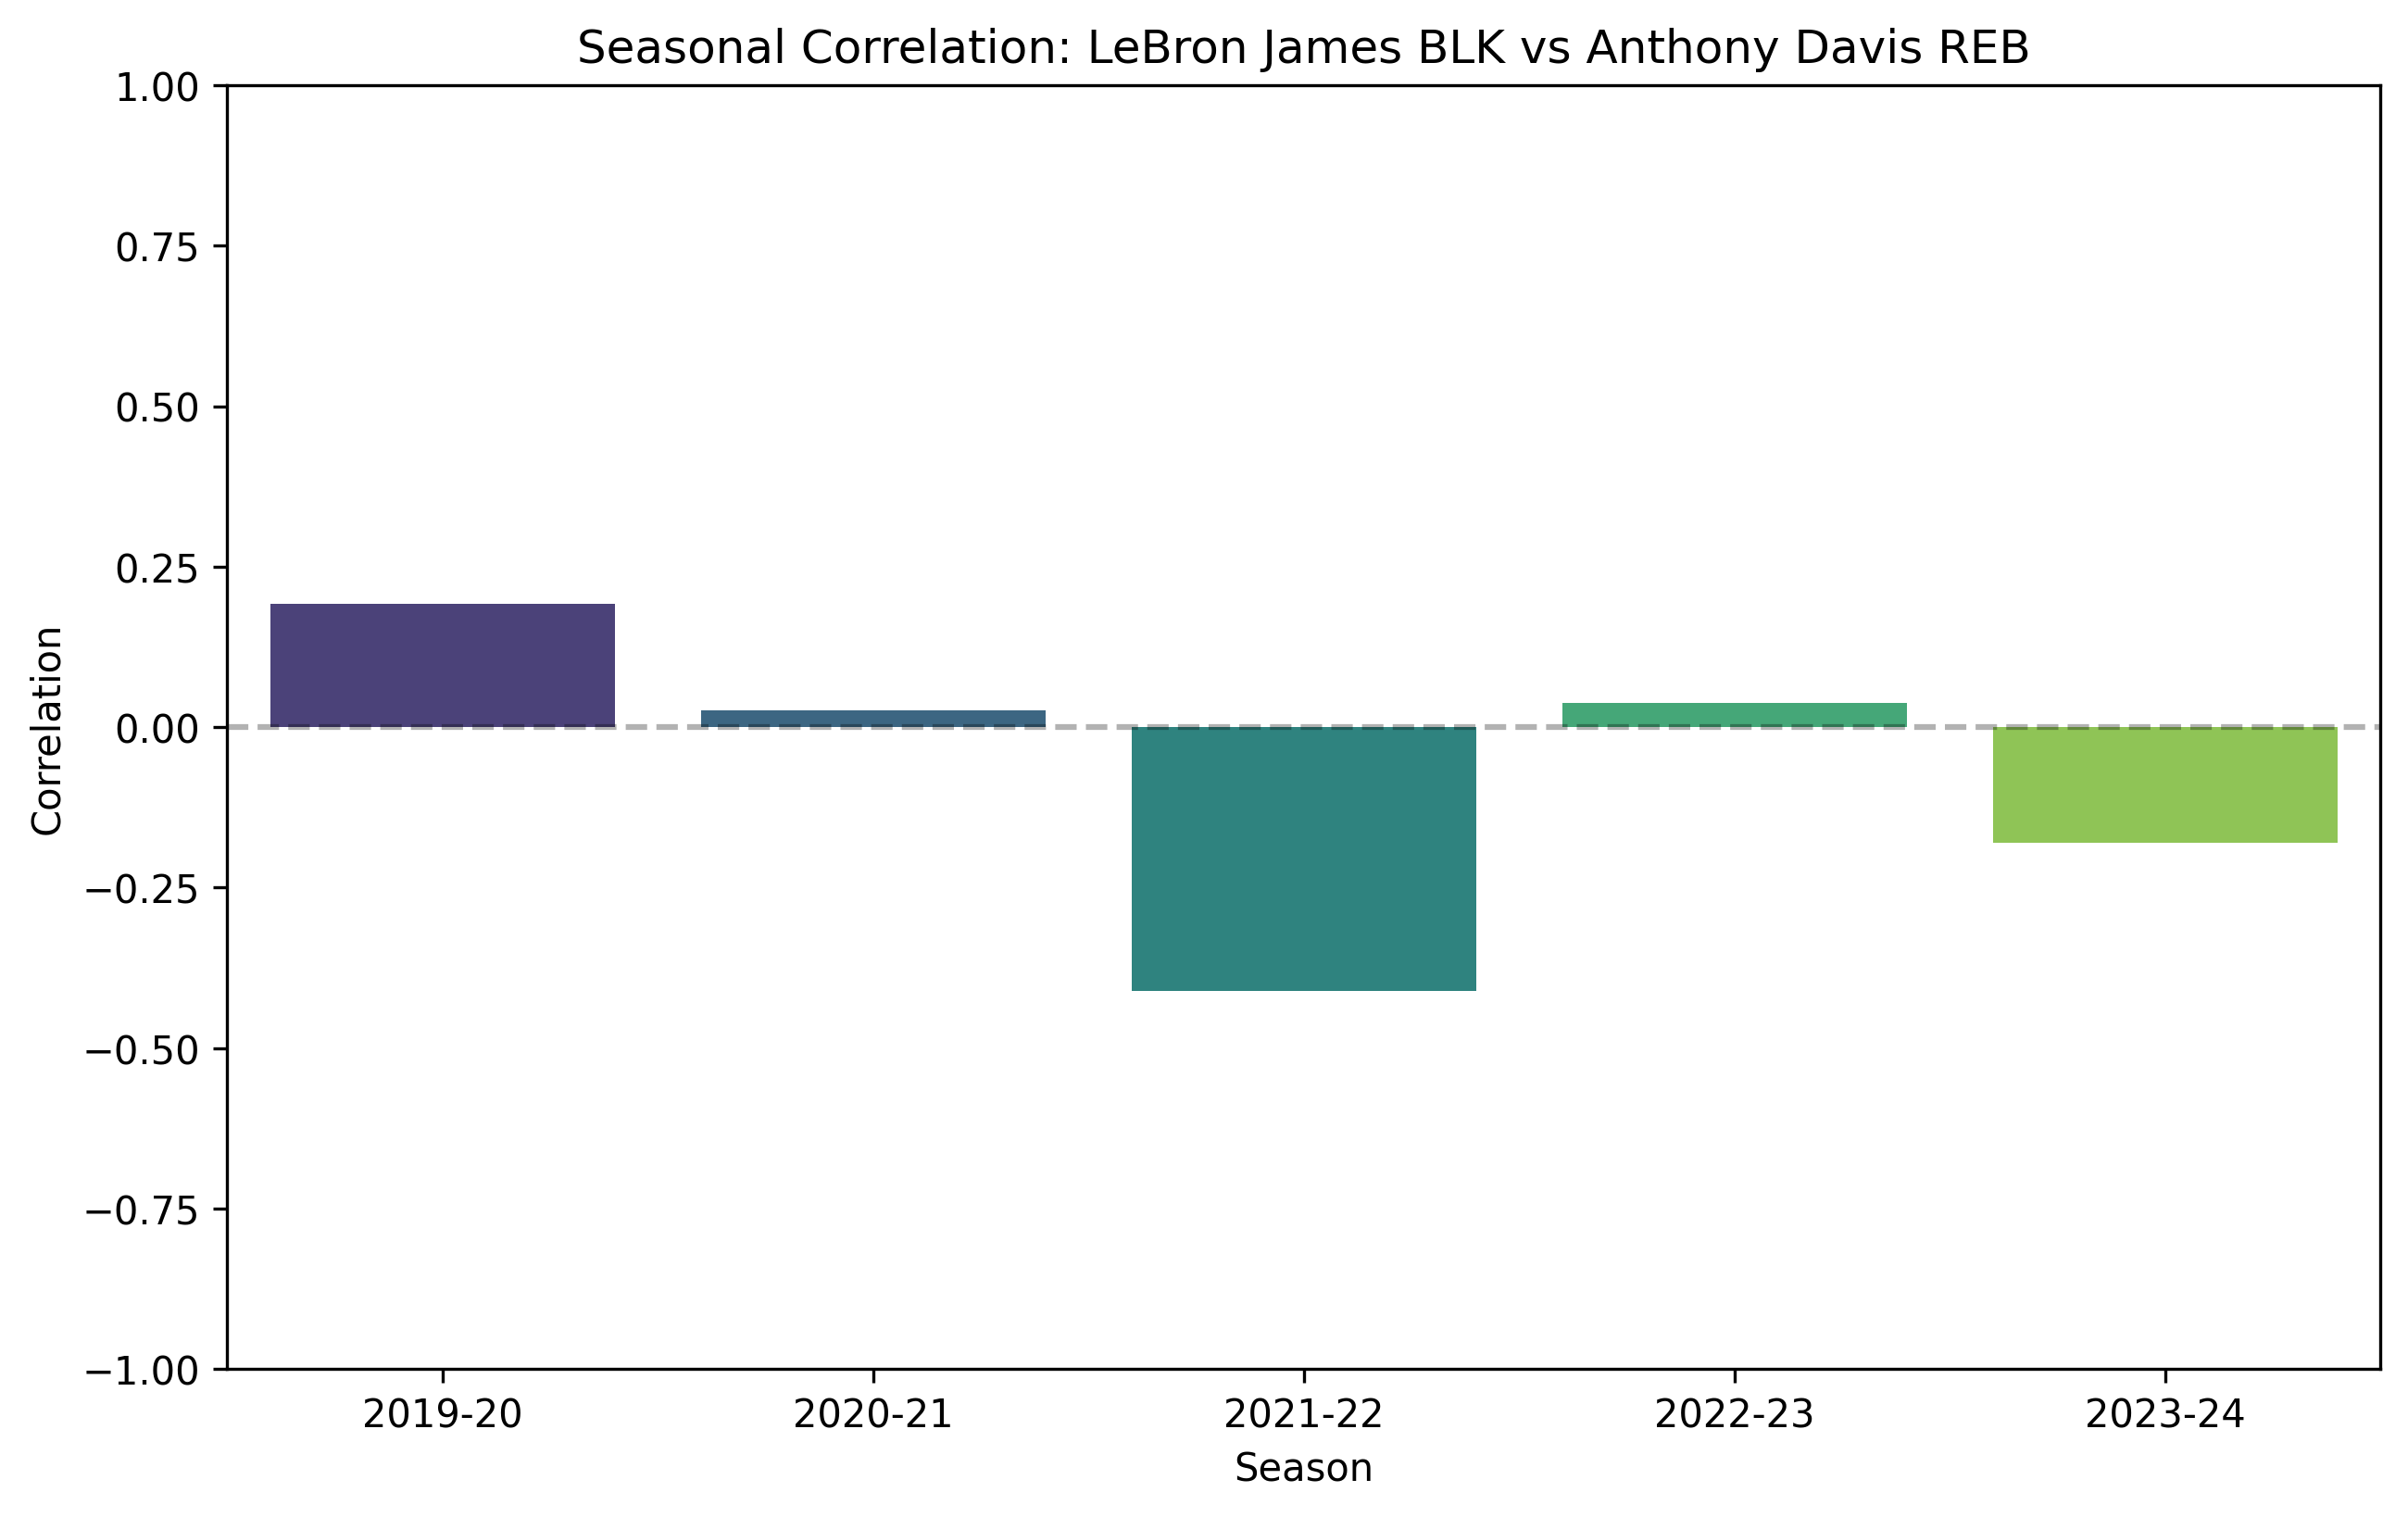 Seasonal Correlation: LeBron James BLK vs Anthony Davis REB
1.00
0.75
0.50
0.25
0.00
−0.25
−0.50
−0.75
−1.00
Correlation
2019-20 2020-21 2021-22 2022-23 2023-24
Season